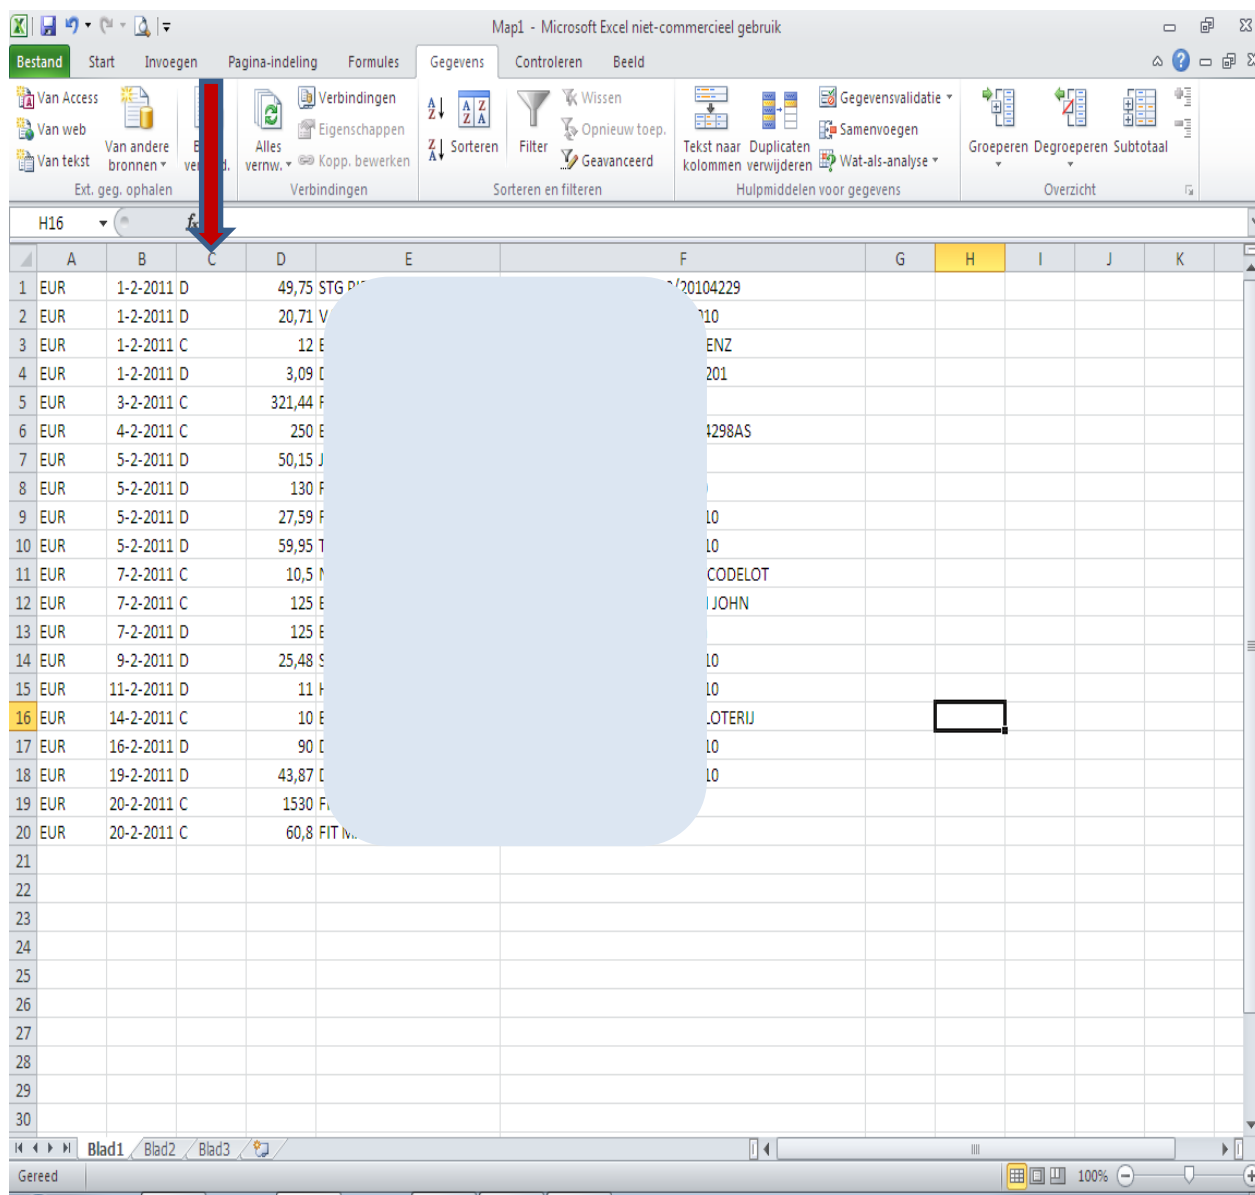 Map1 - Microsoft Excel niet-commercieel gebruik
Bestand Start Invoegen Pagina-indeling Formules Gegevens Controleren Beeld
Van Access
Van web
Van tekst
Van andere bronnen
Ext. geg. ophalen
Alles vernw.
Verbindingen
Eigenschappen
Kopp. bewerken
Verbindingen
Sorteren
Filter
Wissen
Opnieuw toep.
Geavanceerd
Sorteren en filteren
Tekst naar kolommen
Duplicaten verwijderen
Gegevensvalidatie
Samenvoegen
Wat-als-analyse
Hulpmiddelen voor gegevens
Groeperen Degroeperen Subtotaal
Overzicht
H16
A B C D E F G H I J K
1 EUR 1-2-2011 D 49,75 STG /20104229
2 EUR 1-2-2011 D 20,71 V 10
3 EUR 1-2-2011 C 12 ENZ
4 EUR 1-2-2011 D 3,09 201
5 EUR 3-2-2011 C 321,44
6 EUR 4-2-2011 C 250 4298AS
7 EUR 5-2-2011 D 50,15 J
8 EUR 5-2-2011 D 130
9 EUR 5-2-2011 D 27,59 10
10 EUR 5-2-2011 D 59,95 T 10
11 EUR 7-2-2011 C 10,5 CODELOT
12 EUR 7-2-2011 C 125 JOHN
13 EUR 7-2-2011 D 125
14 EUR 9-2-2011 D 25,48 S 10
15 EUR 11-2-2011 D 11 10
16 EUR 14-2-2011 C 10 LOTERIJ
17 EUR 16-2-2011 D 90 10
18 EUR 19-2-2011 D 43,87 10
19 EUR 20-2-2011 C 1530
20 EUR 20-2-2011 C 60,8 FIT
21
22
23
24
25
26
27
28
29
30
Blad1 Blad2 Blad3
Gereed 100%